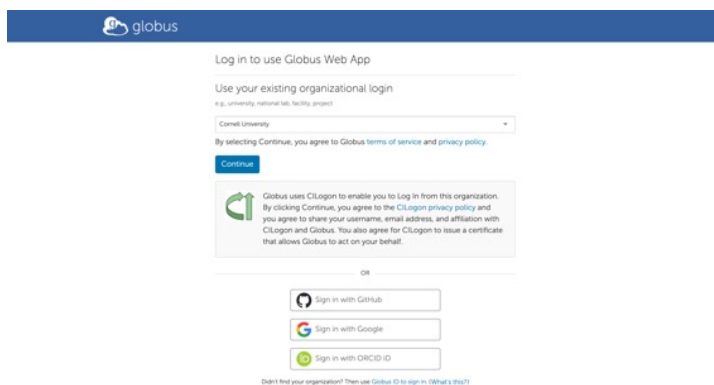 globus
Log in to use Globus Web App
Use your existing organizational login
e.g., university, national lab, facility, project
Cornell University
By selecting Continue, you agree to Globus terms of service and privacy policy.
Continue
Globus uses CILogon to enable you to Log In from this organization.
By clicking Continue, you agree to the CILogon privacy policy and
you agree to share your username, email address, and affiliation with
CILogon and Globus. You also agree for CILogon to issue a certificate
that allows Globus to act on your behalf.
OR
Sign in with GitHub
Sign in with Google
iD Sign in with ORCID iD
Didn't find your organization? Then use Globus ID to sign in. (What's this?)